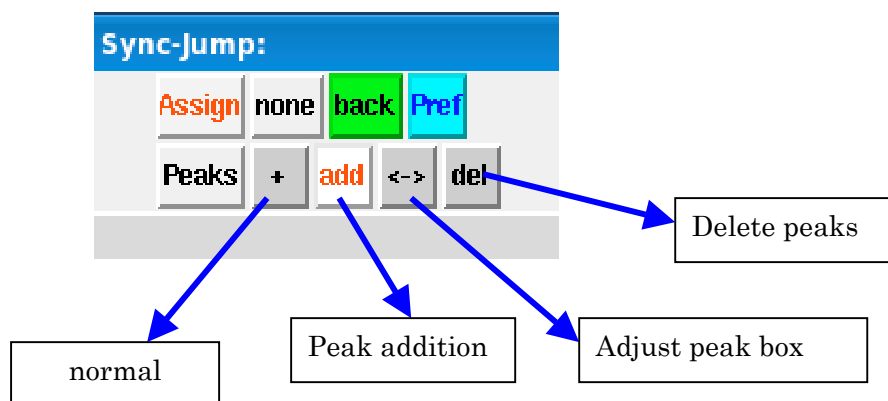 Sync-Jump:
Assign none back Pref
Peaks + add <-> del
Delete peaks
Peak addition
Adjust peak box
normal